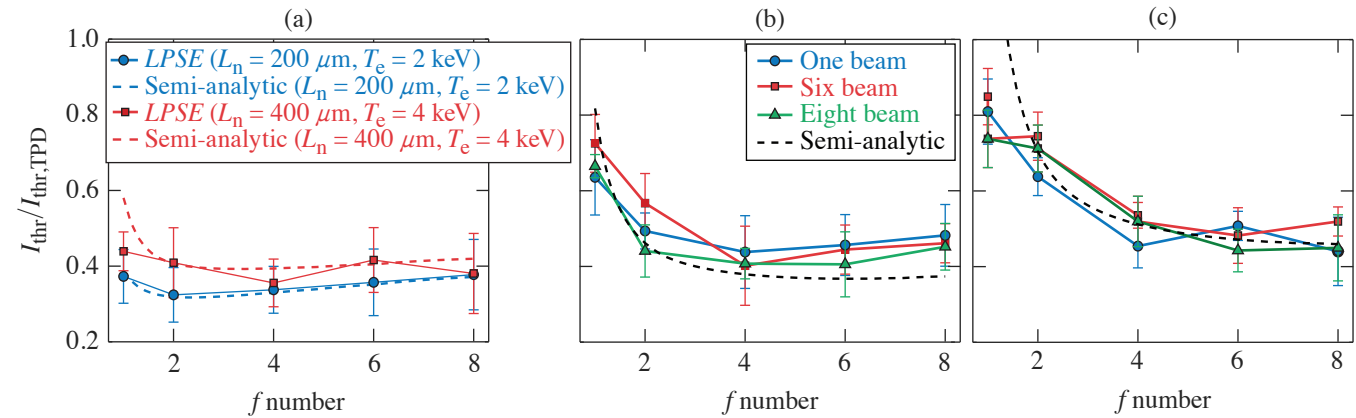 (a)
(b)
(c)
I_thr/I_thr,TPD
1.0
0.8
0.6
0.4
0.2
LPSE (L_n = 200 μm, T_e = 2 keV)
Semi-analytic (L_n = 200 μm, T_e = 2 keV)
LPSE (L_n = 400 μm, T_e = 4 keV)
Semi-analytic (L_n = 400 μm, T_e = 4 keV)
One beam
Six beam
Eight beam
Semi-analytic
2 4 6 8
2 4 6 8
2 4 6 8
f number
f number
f number